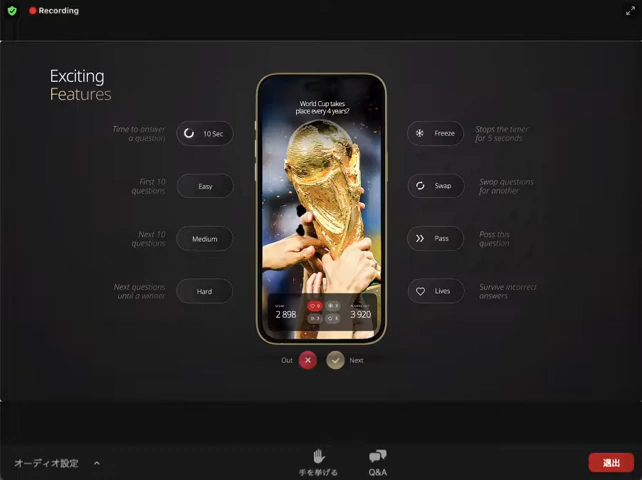 Recording
Exciting
Features
World Cup takes
place every 4 years?
Time to answer
a question
10 Sec
Freeze
Stops the timer
for 5 seconds
First 10
questions
Easy
Swap
Swap questions
for another
Next 10
questions
Medium
Pass
Pass this
question
Next questions
until a winner
Hard
Lives
Survive incorrect
answers
2 898
3 920
Out
Next
オーディオ設定
手を挙げる
Q&A
退出